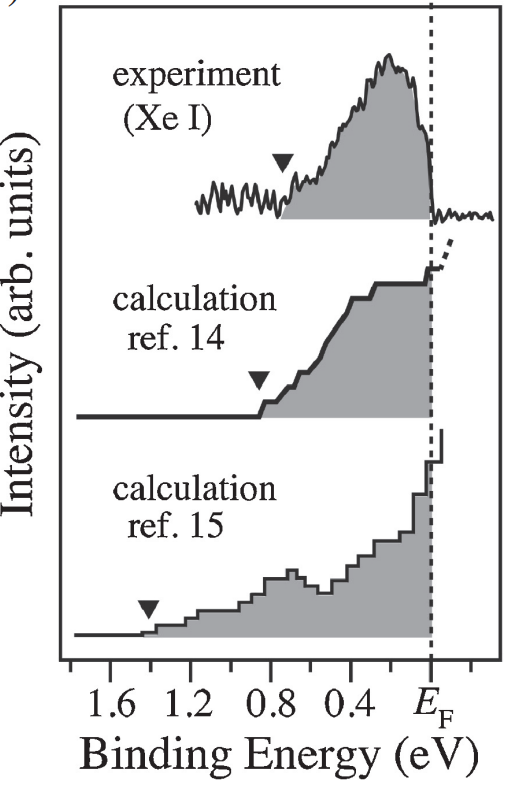 )
experiment
(Xe I)
calculation
ref. 14
calculation
ref. 15
Intensity (arb. units)
1.6 1.2 0.8 0.4 E_F
Binding Energy (eV)